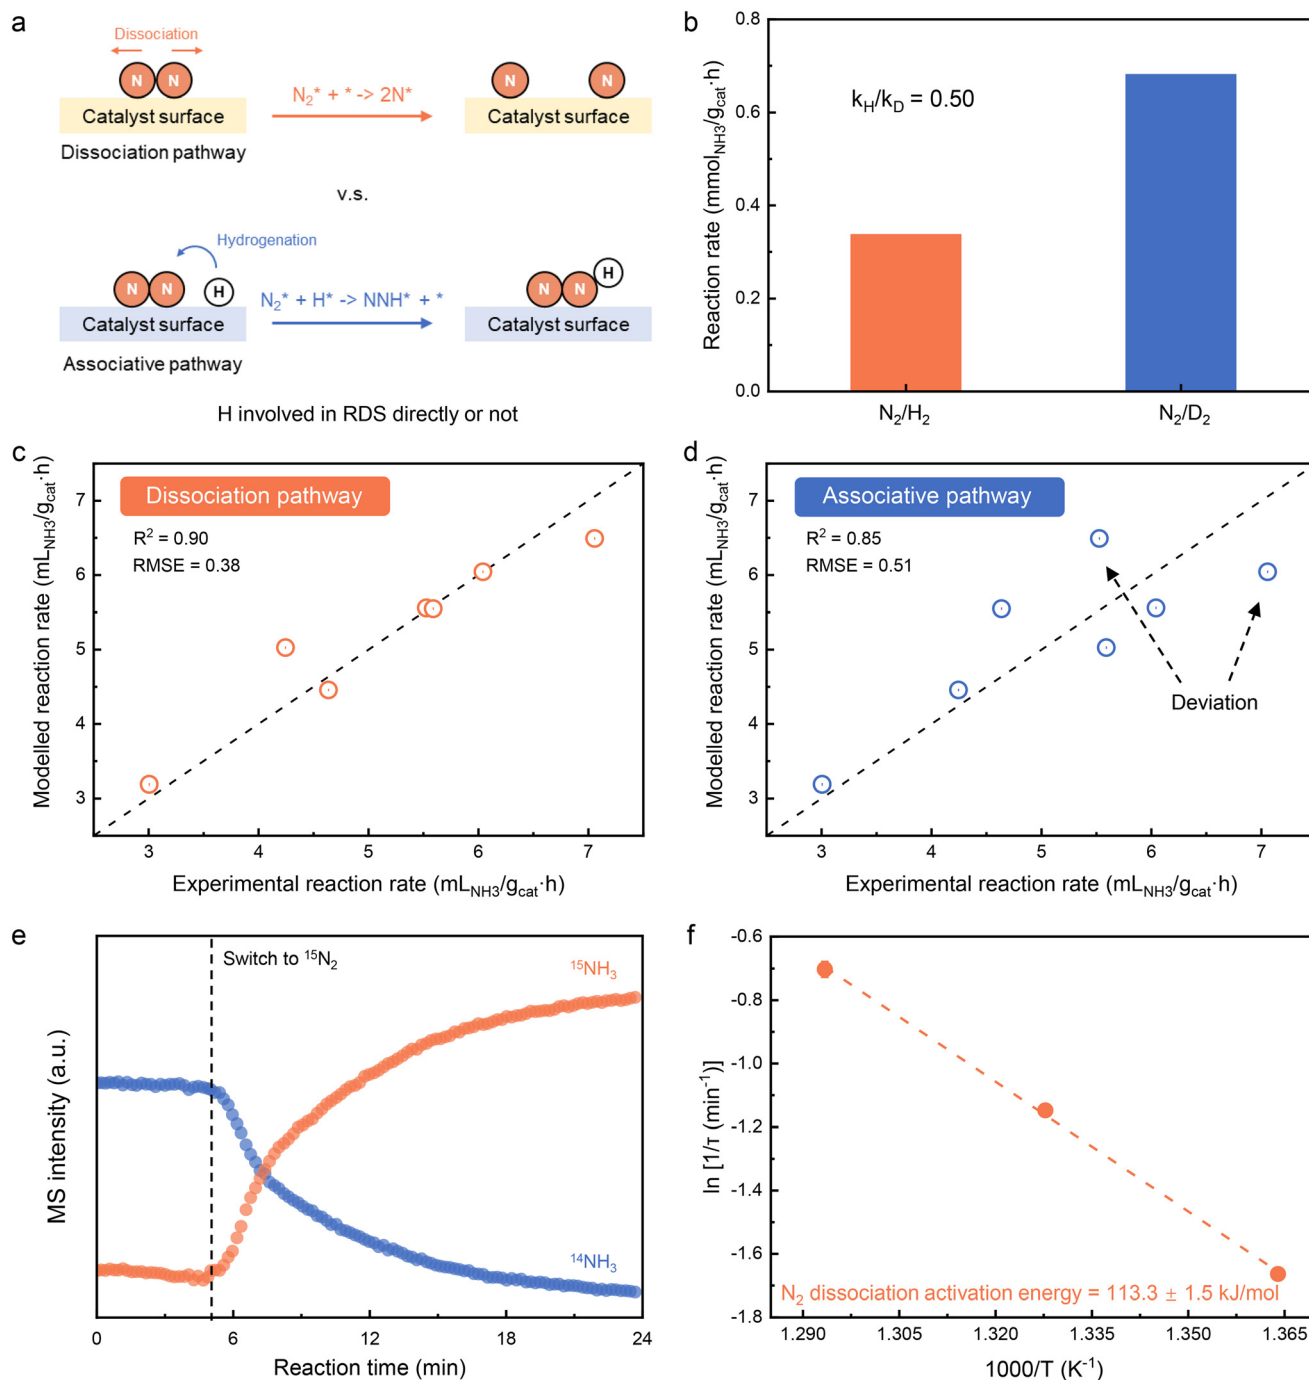 a
Dissociation
N N
N₂* + * -> 2N*
N N
Catalyst surface
Catalyst surface
Dissociation pathway
v.s.
Hydrogenation
N N H
N₂* + H* -> NNH* + *
N N H
Catalyst surface
Catalyst surface
Associative pathway
H involved in RDS directly or not
b
Reaction rate (mmol_NH3/g_cat·h)
0.8
0.6
0.4
0.2
0.0
k_H/k_D = 0.50
N₂/H₂ N₂/D₂
c
Dissociation pathway
R² = 0.90
RMSE = 0.38
Modelled reaction rate (mL_NH3/g_cat·h)
7
6
5
4
3
3 4 5 6 7
Experimental reaction rate (mL_NH3/g_cat·h)
d
Associative pathway
R² = 0.85
RMSE = 0.51
Deviation
Modelled reaction rate (mL_NH3/g_cat·h)
7
6
5
4
3
3 4 5 6 7
Experimental reaction rate (mL_NH3/g_cat·h)
e
Switch to ¹⁵N₂
¹⁵NH₃
¹⁴NH₃
MS intensity (a.u.)
0 6 12 18 24
Reaction time (min)
f
ln [1/τ (min⁻¹)]
-0.6
-0.8
-1.0
-1.2
-1.4
-1.6
-1.8
N₂ dissociation activation energy = 113.3 ± 1.5 kJ/mol
1.290 1.305 1.320 1.335 1.350 1.365
1000/T (K⁻¹)